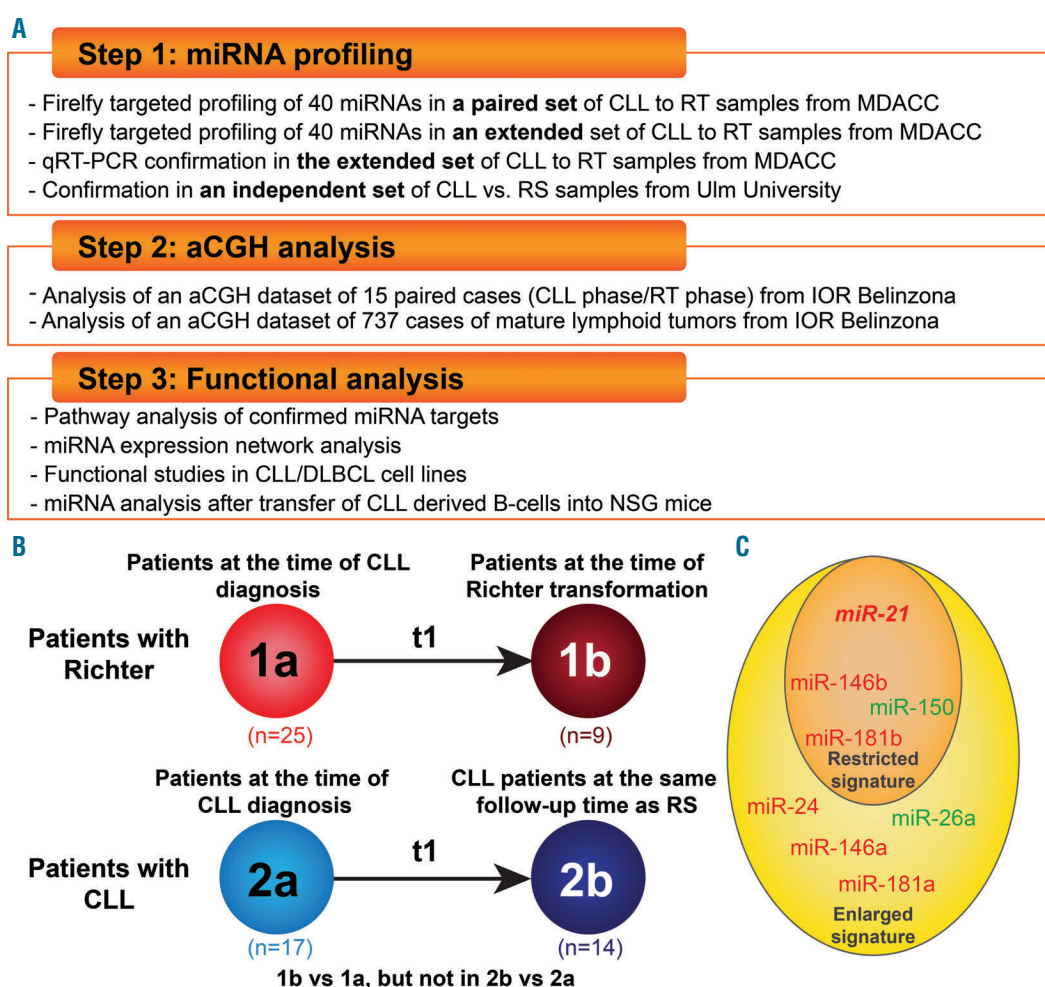 A
Step 1: miRNA profiling
- Firelfy targeted profiling of 40 miRNAs in a paired set of CLL to RT samples from MDACC
- Firefly targeted profiling of 40 miRNAs in an extended set of CLL to RT samples from MDACC
- qRT-PCR confirmation in the extended set of CLL to RT samples from MDACC
- Confirmation in an independent set of CLL vs. RS samples from Ulm University
Step 2: aCGH analysis
- Analysis of an aCGH dataset of 15 paired cases (CLL phase/RT phase) from IOR Belinzona
- Analysis of an aCGH dataset of 737 cases of mature lymphoid tumors from IOR Belinzona
Step 3: Functional analysis
- Pathway analysis of confirmed miRNA targets
- miRNA expression network analysis
- Functional studies in CLL/DLBCL cell lines
- miRNA analysis after transfer of CLL derived B-cells into NSG mice
B
Patients at the time of CLL
diagnosis
Patients at the time of
Richter transformation
Patients with
Richter
1a
t1
1b
(n=25)
(n=9)
Patients at the time of
CLL diagnosis
CLL patients at the same
follow-up time as RS
Patients with
CLL
2a
t1
2b
(n=17)
(n=14)
1b vs 1a, but not in 2b vs 2a
C
miR-21
miR-146b
miR-150
miR-181b
Restricted
signature
miR-24
miR-26a
miR-146a
miR-181a
Enlarged
signature